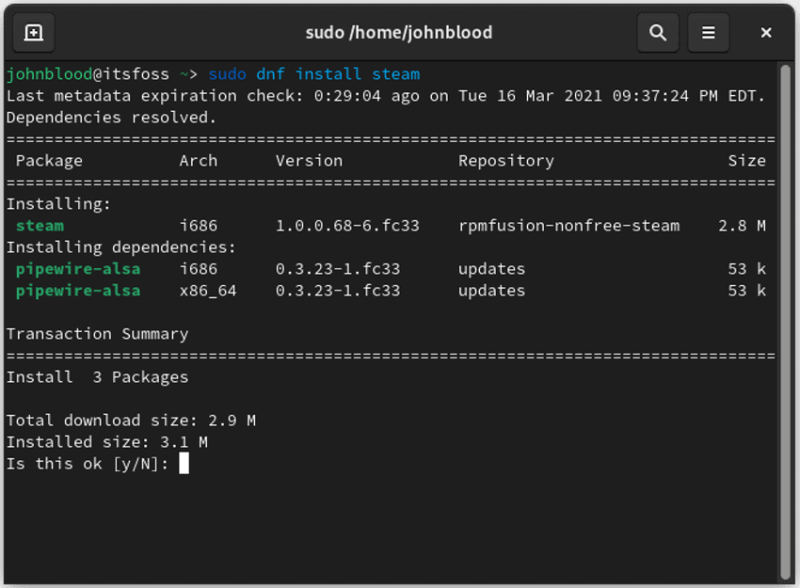 sudo /home/johnblood
johnblood@itsfoss ~> sudo dnf install steam
Last metadata expiration check: 0:29:04 ago on Tue 16 Mar 2021 09:37:24 PM EDT.
Dependencies resolved.
================================================================================
 Package          Arch      Version            Repository                  Size
================================================================================
Installing:
 steam            i686      1.0.0.68-6.fc33    rpmfusion-nonfree-steam    2.8 M
Installing dependencies:
 pipewire-alsa    i686      0.3.23-1.fc33      updates                     53 k
 pipewire-alsa    x86_64    0.3.23-1.fc33      updates                     53 k
Transaction Summary
================================================================================
Install  3 Packages
Total download size: 2.9 M
Installed size: 3.1 M
Is this ok [y/N]: